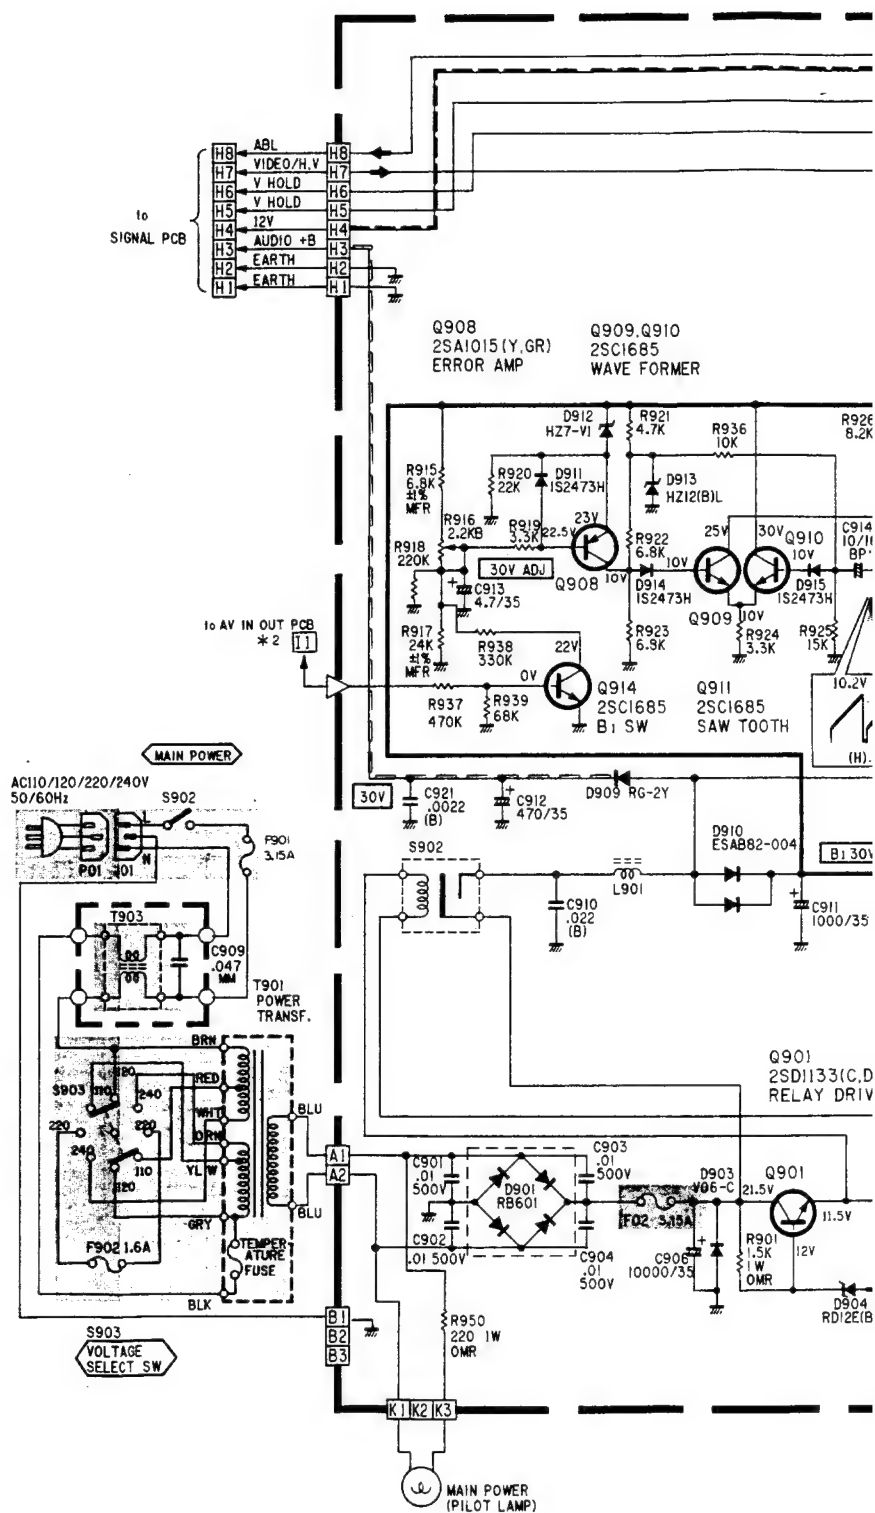 H8 ABL H8
H7 VIDEO/H,V H7
H6 V HOLD H6
H5 V HOLD H5
H4 12V H4
H3 AUDIO +B H3
H2 EARTH H2
H1 EARTH H1
to
SIGNAL PCB
Q908
2SA1015(Y,GR)
ERROR AMP
Q909,Q910
2SC1685
WAVE FORMER
D912
HZ7-V1
R921
4.7K
R936
10K
R926
8.2K
R915
6.8K
±1%
MFR
R920
22K
D911
1S2473H
D913
HZ12(B)L
R916
2.2KB
R919
3.3K
22.5V
23V
R922
6.8K
25V
30V
Q910
10V
C914
10/16
BP
R918
220K
30V ADJ
Q908
10V
D914
1S2473H
10V
D915
1S2473H
C913
4.7/35
Q909
10V
R924
3.3K
R925
15K
to AV IN OUT PCB
*2 I1
R917
24K
±1%
MFR
R938
330K
22V
R923
6.8K
0V
R937
470K
R939
68K
Q914
2SC1685
B1 SW
Q911
2SC1685
SAW TOOTH
10.2V
(H)
MAIN POWER
AC110/120/220/240V
50/60Hz
S902
L
N
P01
J01
F901
3.15A
30V
C921
.0022
(B)
C912
470/35
D909 RG-2Y
S902
D910
ESAB82-004
B1 30V
L901
C910
.022
(B)
C911
1000/35
T903
C909
.047
MM
T901
POWER
TRANSF.
BRN
RED
WHT
ORN
YLW
GRY
BLK
S903
110
120
240
220
220
240
110
120
F902 1.6A
TEMPER-
ATURE
FUSE
BLU
BLU
A1
A2
Q901
2SD1133(C,D
RELAY DRIV
C901
.01
500V
C903
.01
500V
D901
RB601
C902
.01 500V
C904
.01
500V
F02 3.15A
C906
10000/35
D903
V06-C
21.5V
Q901
11.5V
12V
R901
1.5K
1W
OMR
D904
RD12E(B
B1
B2
B3
R950
220 1W
OMR
S903
VOLTAGE
SELECT SW
K1 K2 K3
MAIN POWER
(PILOT LAMP)